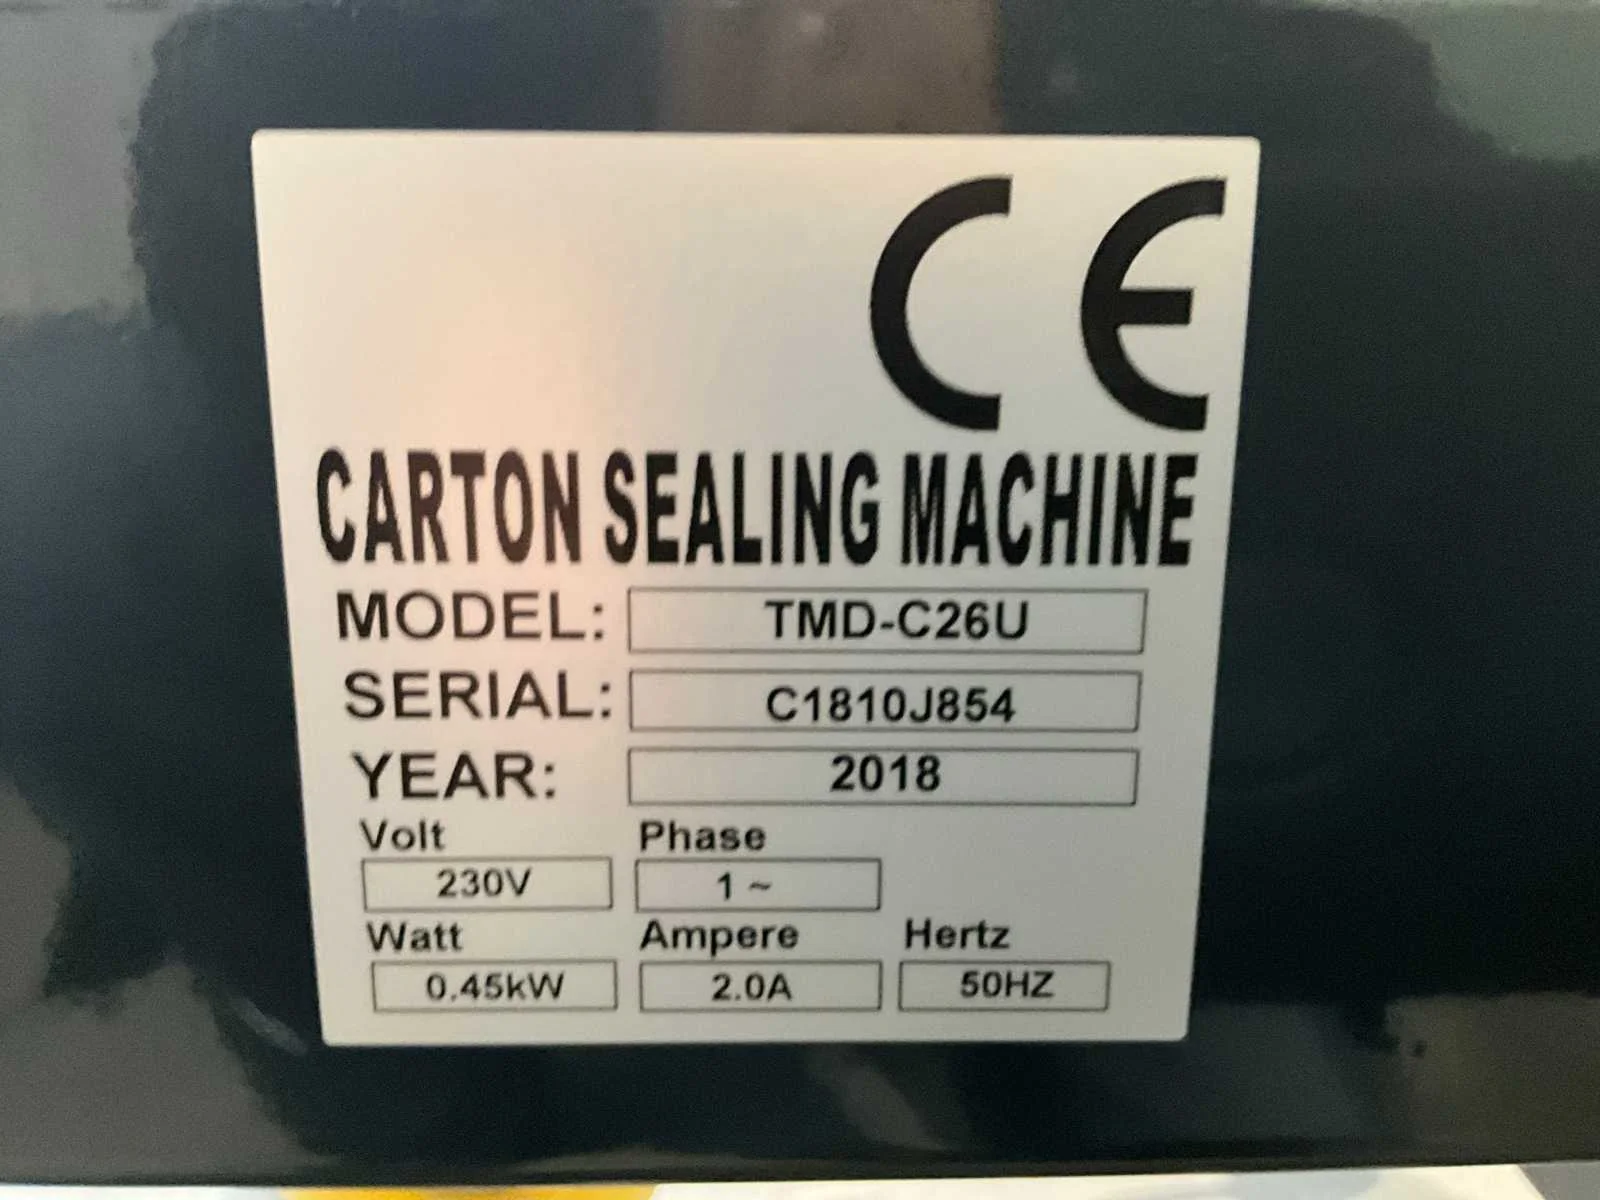 CE
CARTON SEALING MACHINE
MODEL: TMD-C26U
SERIAL: C1810J854
YEAR: 2018
Volt Phase
230V 1 ~
Watt Ampere Hertz
0.45kW 2.0A 50HZ